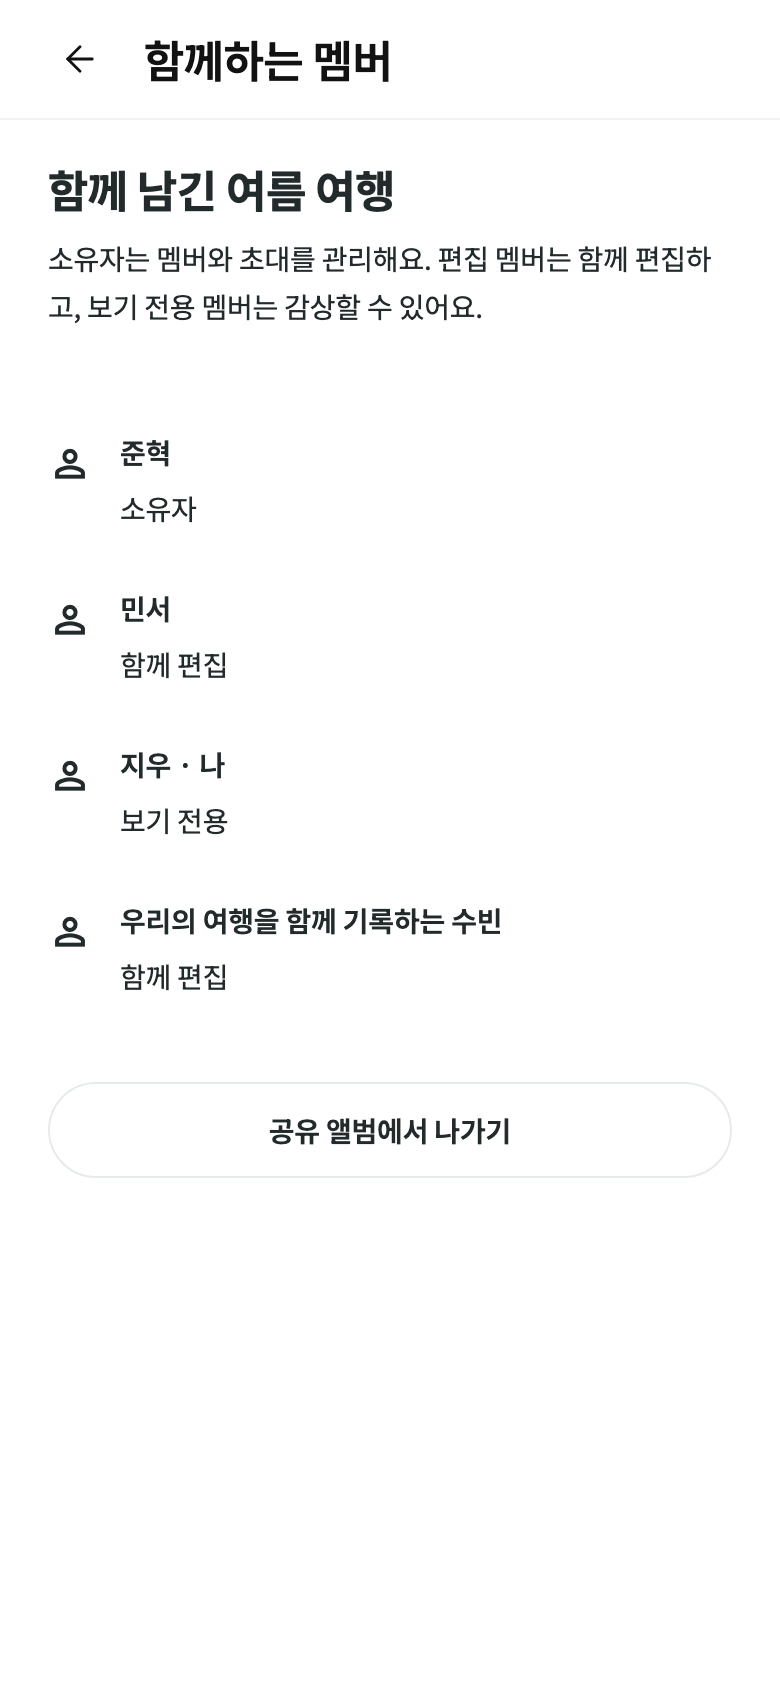 함께하는 멤버
함께 남긴 여름 여행
소유자는 멤버와 초대를 관리해요. 편집 멤버는 함께 편집하
고, 보기 전용 멤버는 감상할 수 있어요.
준혁
소유자
민서
함께 편집
지우 · 나
보기 전용
우리의 여행을 함께 기록하는 수빈
함께 편집
공유 앨범에서 나가기